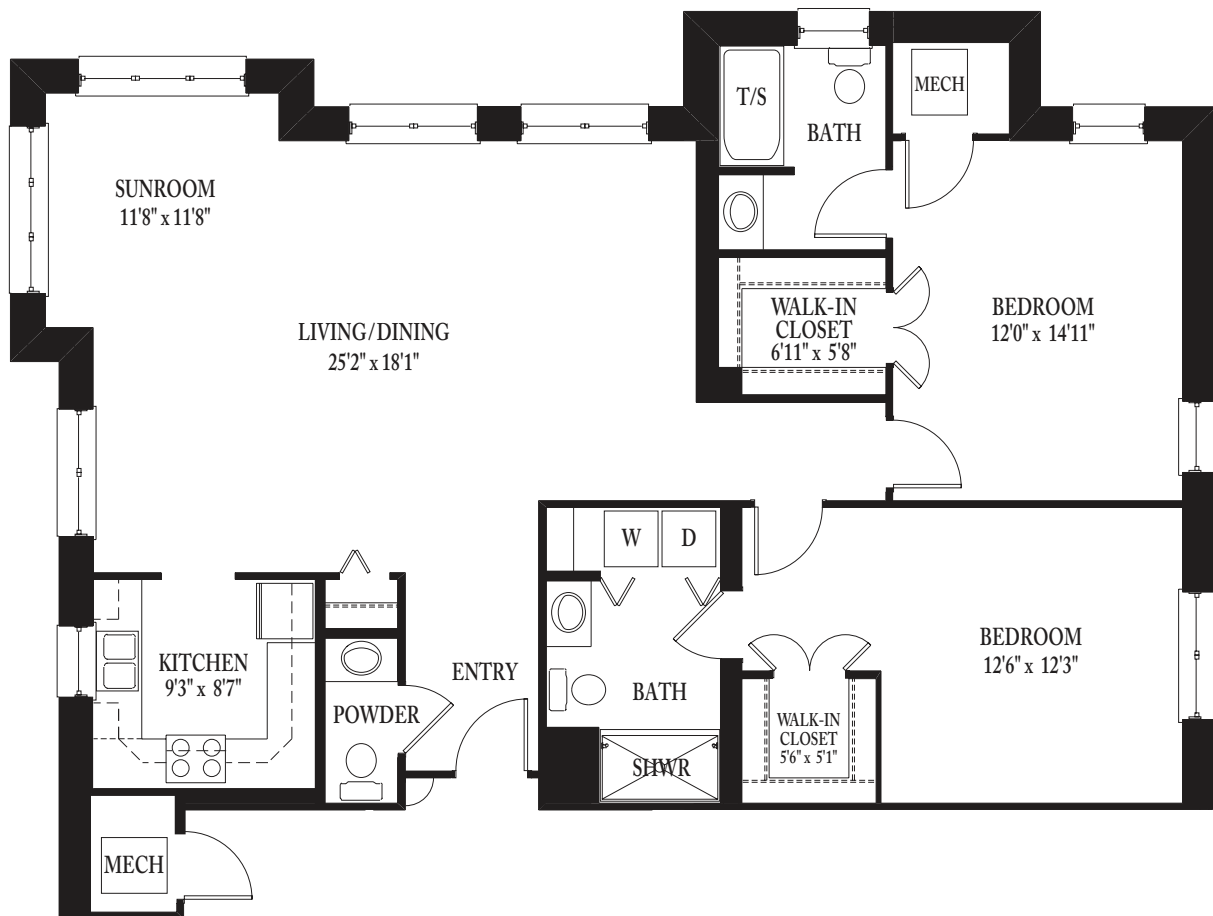 T/S
BATH
MECH
SUNROOM
11'8" x 11'8"
LIVING/DINING
25'2" x 18'1"
WALK-IN
CLOSET
6'11" x 5'8"
BEDROOM
12'0" x 14'11"
W
D
KITCHEN
9'3" x 8'7"
ENTRY
POWDER
BATH
SHWR
WALK-IN
CLOSET
5'6" x 5'1"
BEDROOM
12'6" x 12'3"
MECH